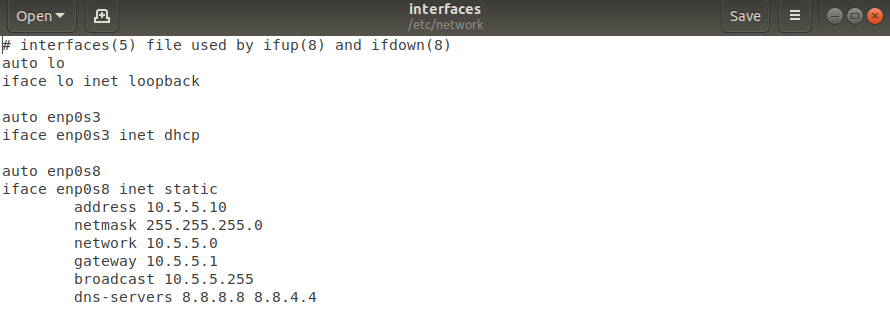 Open
interfaces
/etc/network
Save
# interfaces(5) file used by ifup(8) and ifdown(8)
auto lo
iface lo inet loopback

auto enp0s3
iface enp0s3 inet dhcp

auto enp0s8
iface enp0s8 inet static
        address 10.5.5.10
        netmask 255.255.255.0
        network 10.5.5.0
        gateway 10.5.5.1
        broadcast 10.5.5.255
        dns-servers 8.8.8.8 8.8.4.4